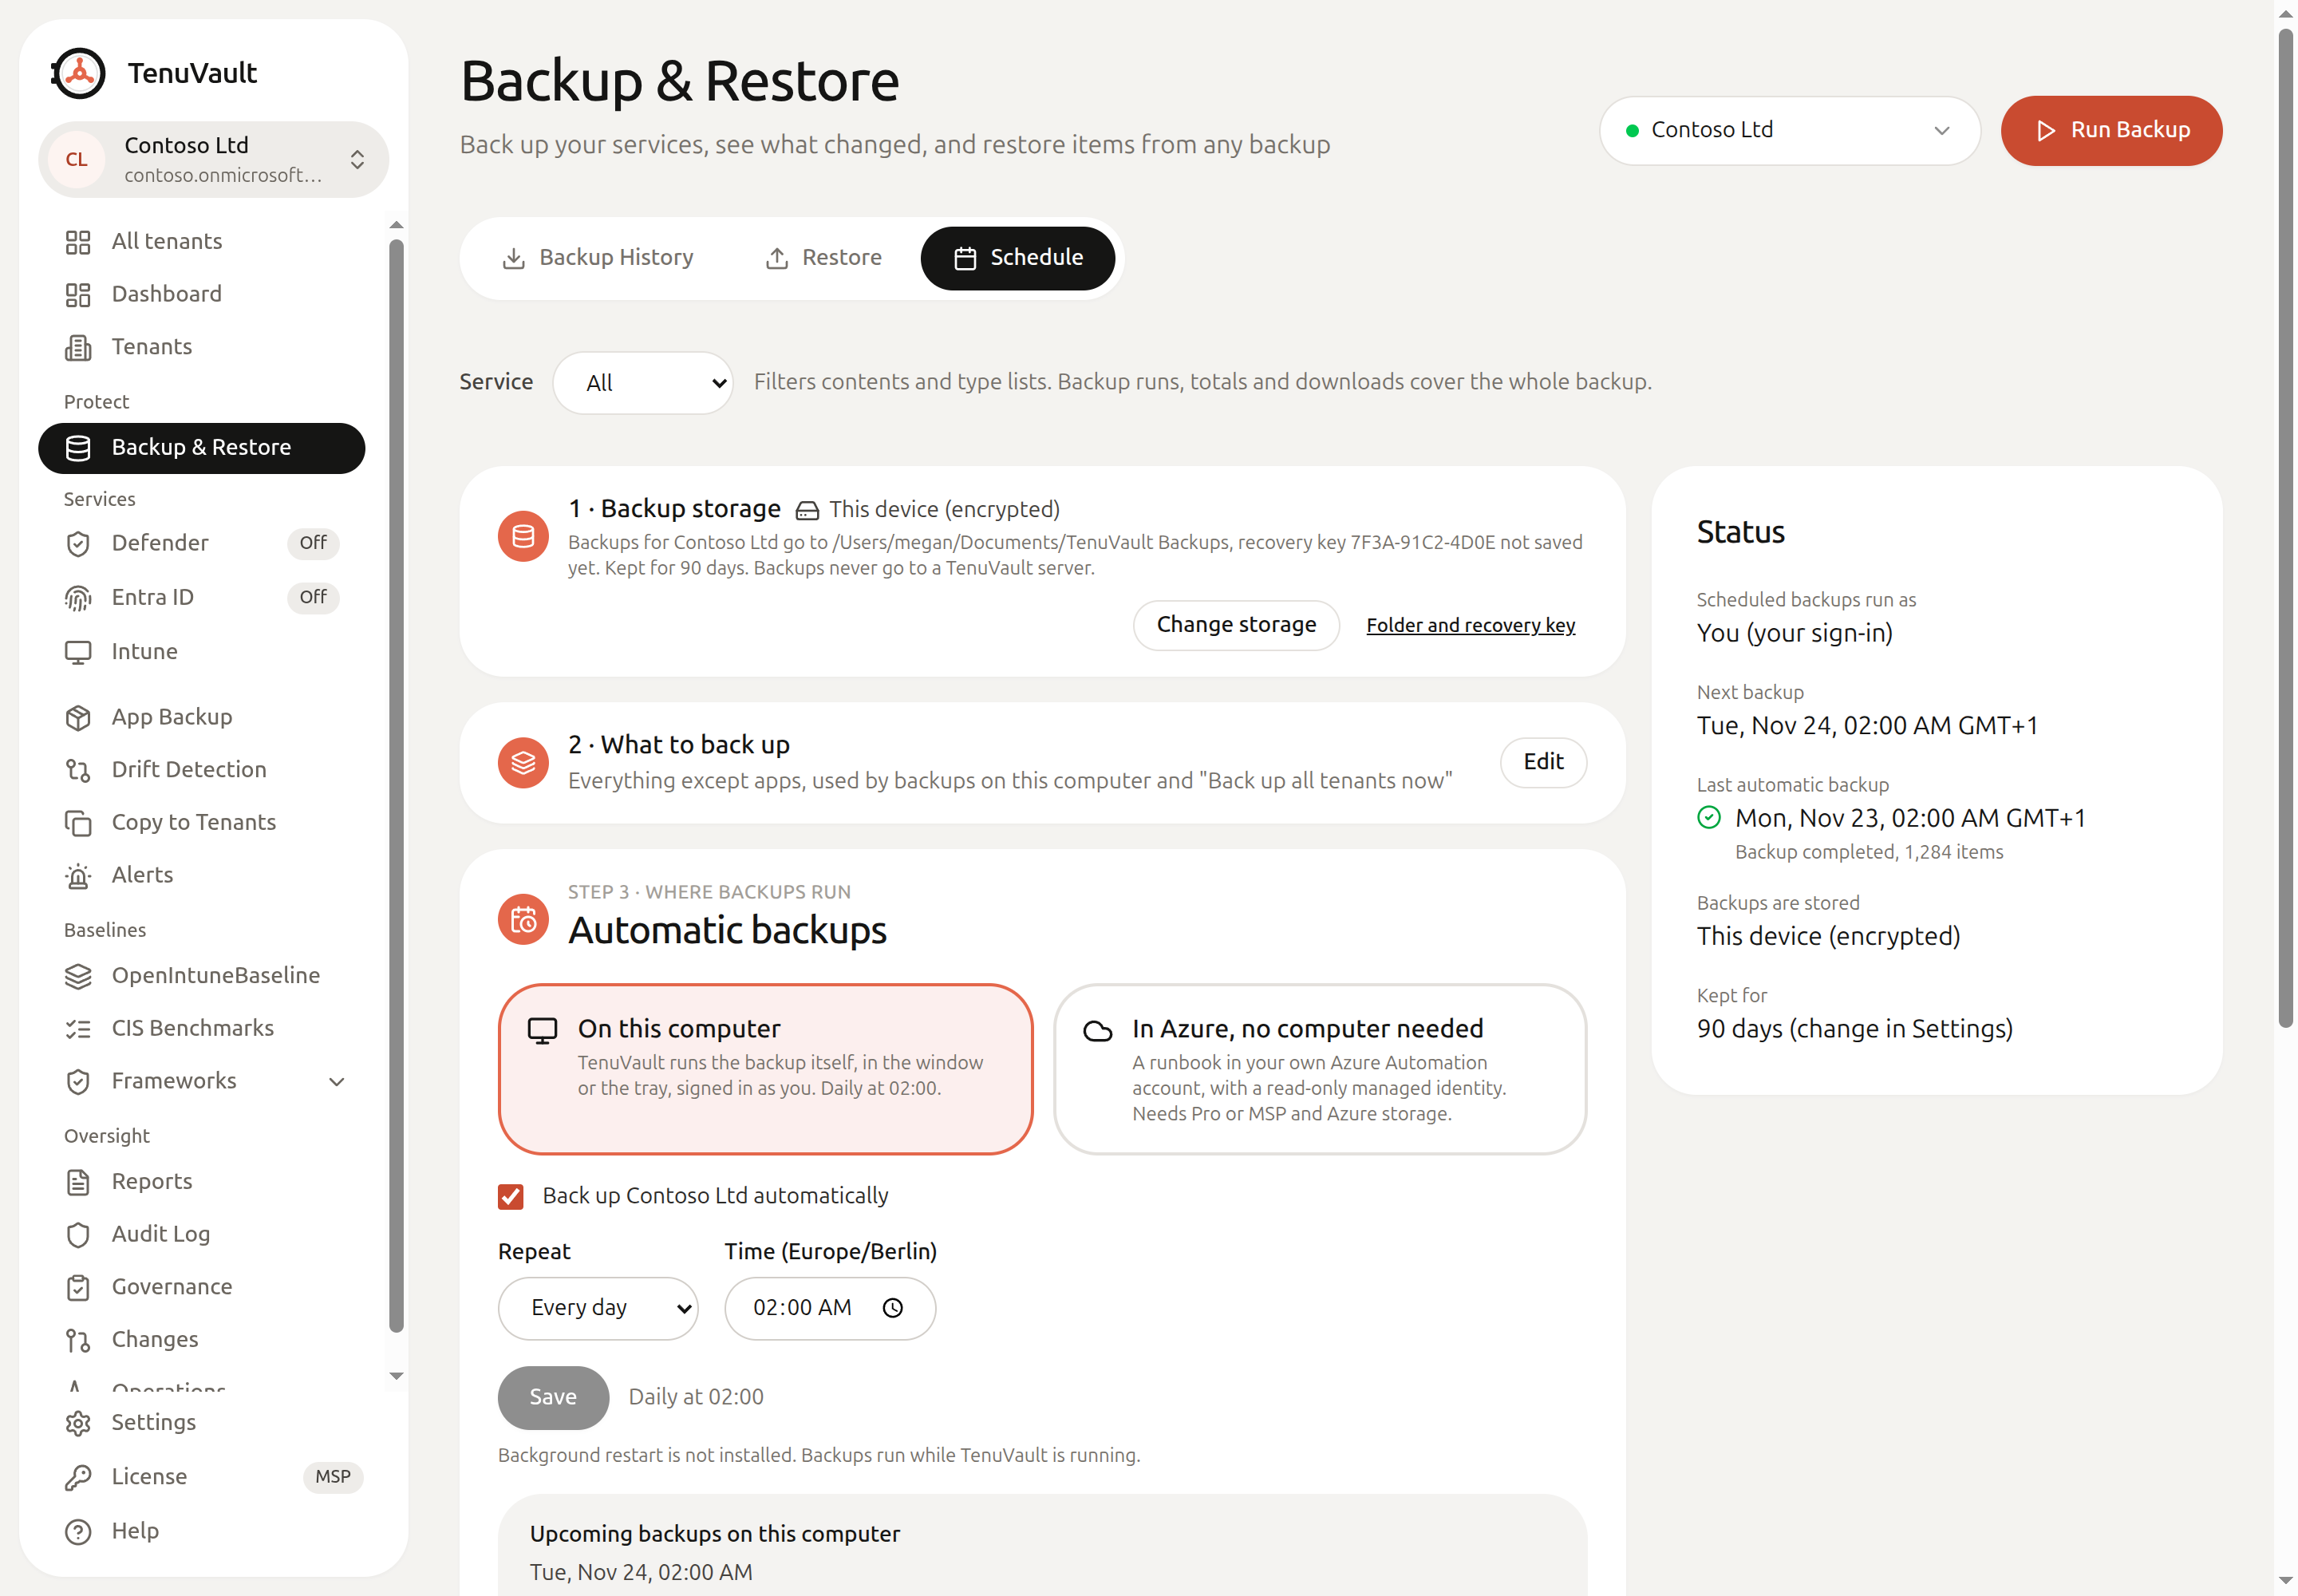 TenuVault
CL
Contoso Ltd
contoso.onmicrosoft...
All tenants
Dashboard
Tenants
Protect
Backup & Restore
Services
Defender
Off
Entra ID
Off
Intune
App Backup
Drift Detection
Copy to Tenants
Alerts
Baselines
OpenIntuneBaseline
CIS Benchmarks
Frameworks
Oversight
Reports
Audit Log
Governance
Changes
Operations
Settings
License
MSP
Help
Backup & Restore
Back up your services, see what changed, and restore items from any backup
Contoso Ltd
Run Backup
Backup History
Restore
Schedule
Service
All
Filters contents and type lists. Backup runs, totals and downloads cover the whole backup.
1 · Backup storage
This device (encrypted)
Backups for Contoso Ltd go to /Users/megan/Documents/TenuVault Backups, recovery key 7F3A-91C2-4D0E not saved
yet. Kept for 90 days. Backups never go to a TenuVault server.
Change storage
Folder and recovery key
2 · What to back up
Everything except apps, used by backups on this computer and "Back up all tenants now"
Edit
STEP 3 · WHERE BACKUPS RUN
Automatic backups
On this computer
TenuVault runs the backup itself, in the window
or the tray, signed in as you. Daily at 02:00.
In Azure, no computer needed
A runbook in your own Azure Automation
account, with a read-only managed identity.
Needs Pro or MSP and Azure storage.
Back up Contoso Ltd automatically
Repeat
Time (Europe/Berlin)
Every day
02:00 AM
Save
Daily at 02:00
Background restart is not installed. Backups run while TenuVault is running.
Upcoming backups on this computer
Tue, Nov 24, 02:00 AM
Status
Scheduled backups run as
You (your sign-in)
Next backup
Tue, Nov 24, 02:00 AM GMT+1
Last automatic backup
Mon, Nov 23, 02:00 AM GMT+1
Backup completed, 1,284 items
Backups are stored
This device (encrypted)
Kept for
90 days (change in Settings)